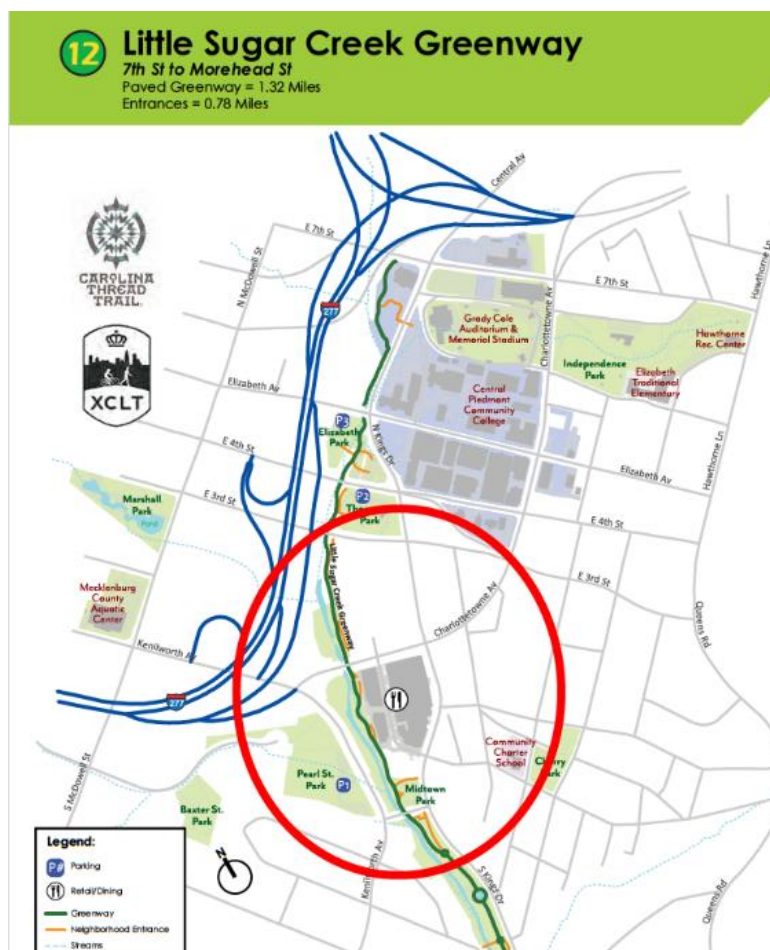 12 Little Sugar Creek Greenway
7th St to Morehead St
Paved Greenway = 1.32 Miles
Entrances = 0.78 Miles
Central Av
E 7th St
N McDowell St
CAROLINA
THREAD
TRAIL
277
E 7th St
Hawthorne Ln
Grady Cole
Auditorium &
Memorial Stadium
Charlottetowne Av
Hawthorne
Rec. Center
Independence
Park
Elizabeth
Traditional
Elementary
XCLT
Elizabeth Av
Central
Piedmont
Community
College
P3
Elizabeth
Park
N Kings Dr
E 4th St
Elizabeth Av
Hawthorne Ln
Marshall
Park
Pond
E 3rd St
P2
Park
E 4th St
Little Sugar Creek Greenway
E 3rd St
Mecklenburg
County
Aquatic
Center
Charlottetowne Av
Queens Rd
Kenilworth Av
277
Community
Charter
School
Cherry
Park
S McDowell St
Pearl St.
Park
P1
Midtown
Park
Baxter St.
Park
N
Kenilworth Av
S Kings Dr
Queens Rd
Legend:
P# Parking
Retail/Dining
Greenway
Neighborhood Entrance
Streams